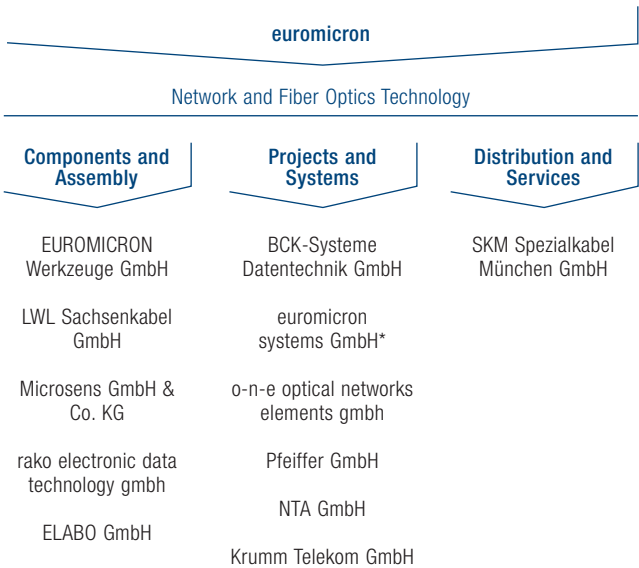 euromicron
Network and Fiber Optics Technology
Components and
Assembly
EUROMICRON
Werkzeuge GmbH
LWL Sachsenkabel
GmbH
Microsens GmbH &
Co. KG
rako electronic data
technology gmbh
ELABO GmbH
Projects and
Systems
BCK-Systeme
Datentechnik GmbH
euromicron
systems GmbH*
o-n-e optical networks
elements gmbh
Pfeiffer GmbH
NTA GmbH
Krumm Telekom GmbH
Distribution and
Services
SKM Spezialkabel
München GmbH